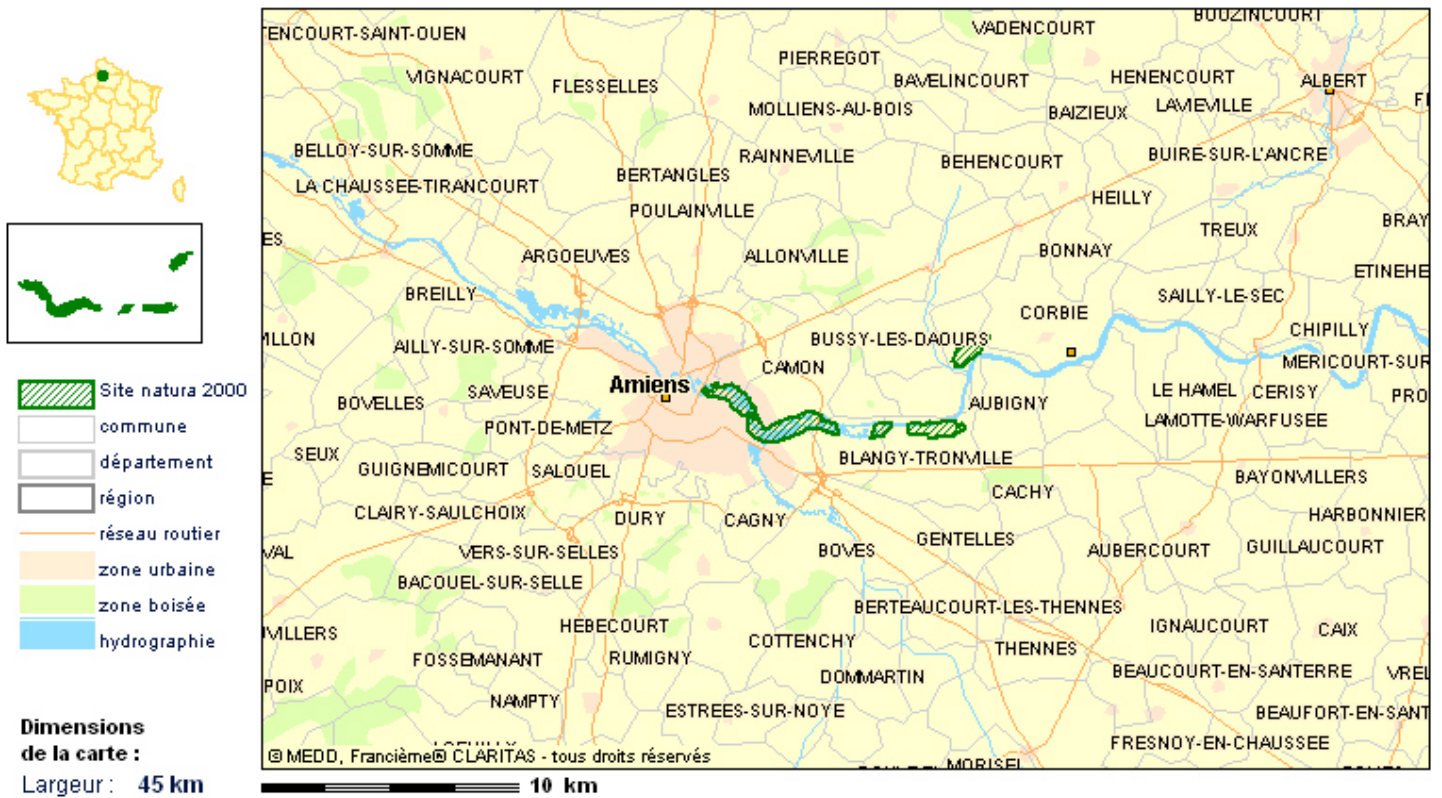 TENCOURT-SAINT-OUEN
VADENCOURT
BOUZINCOURT
PIERREGOT
VIGNACOURT
FLESSELLES
BAVELINCOURT
HENENCOURT
ALBERT
MOLLIENS-AU-BOIS
BAIZIEUX
LAVIEVILLE
BELLOY-SUR-SOMME
RAINNEVILLE
BEHENCOURT
BUIRE-SUR-L'ANCRE
LA CHAUSSEE-TIRANCOURT
BERTANGLES
HEILLY
POULAINVILLE
TREUX
BRAY
ES
ARGOEUVES
ALLONVILLE
BONNAY
ETINEHE
BREILLY
SAILLY-LE-SEC
CORBIE
MILLON
AILLY-SUR-SOMME
BUSSY-LES-DAOURS
CHIPILLY
CAMON
MERICOURT-SUR
Amiens
SAVEUSE
BOVELLES
AUBIGNY
LE HAMEL
CERISY
PRO
PONT-DE-METZ
LAMOTTE-WARFUSEE
SEUX
GUIGNEMICOURT
SALOUEL
BLANGY-TRONVILLE
BAYONVILLERS
E
CACHY
CLAIRY-SAULCHOIX
DURY
CAGNY
HARBONNIER
VAL
VERS-SUR-SELLES
BOVES
GENTELLES
AUBERCOURT
GUILLAUCOURT
BACOUEL-SUR-SELLE
BERTEAUCOURT-LES-THENNES
VILLERS
HEBECOURT
COTTENCHY
IGNAUCOURT
CAIX
FOSSEMANANT
RUMIGNY
THENNES
POIX
DOMMARTIN
BEAUCOURT-EN-SANTERRE
VREL
NAMPTY
ESTREES-SUR-NOYE
BEAUFORT-EN-SANT
FRESNOY-EN-CHAUSSEE
MORISEL
© MEDD, Francième® CLARITAS - tous droits réservés
Site natura 2000
commune
département
région
réseau routier
zone urbaine
zone boisée
hydrographie
Dimensions
de la carte :
Largeur : 45 km
10 km